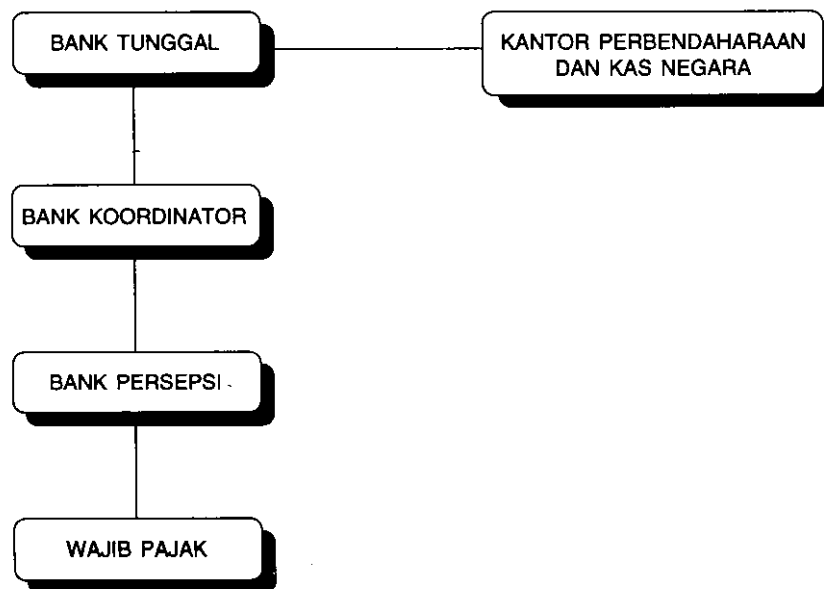 BANK TUNGGAL
KANTOR PERBENDAHARAAN
DAN KAS NEGARA
BANK KOORDINATOR
BANK PERSEPSI
WAJIB PAJAK